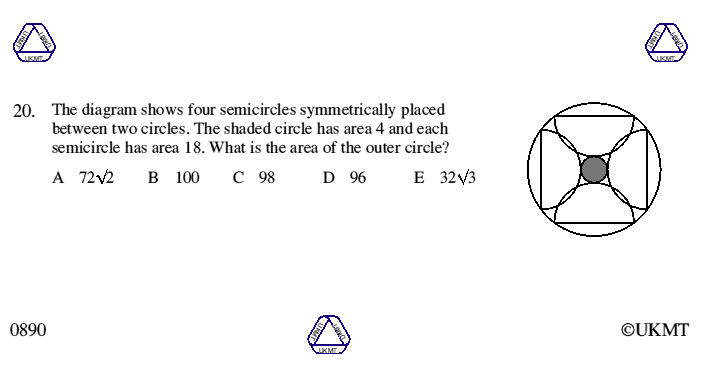 UKMT UKMT UKMT
UKMT UKMT UKMT
20. The diagram shows four semicircles symmetrically placed
between two circles. The shaded circle has area 4 and each
semicircle has area 18. What is the area of the outer circle?
A 72√2 B 100 C 98 D 96 E 32√3
0890
UKMT UKMT UKMT
©UKMT